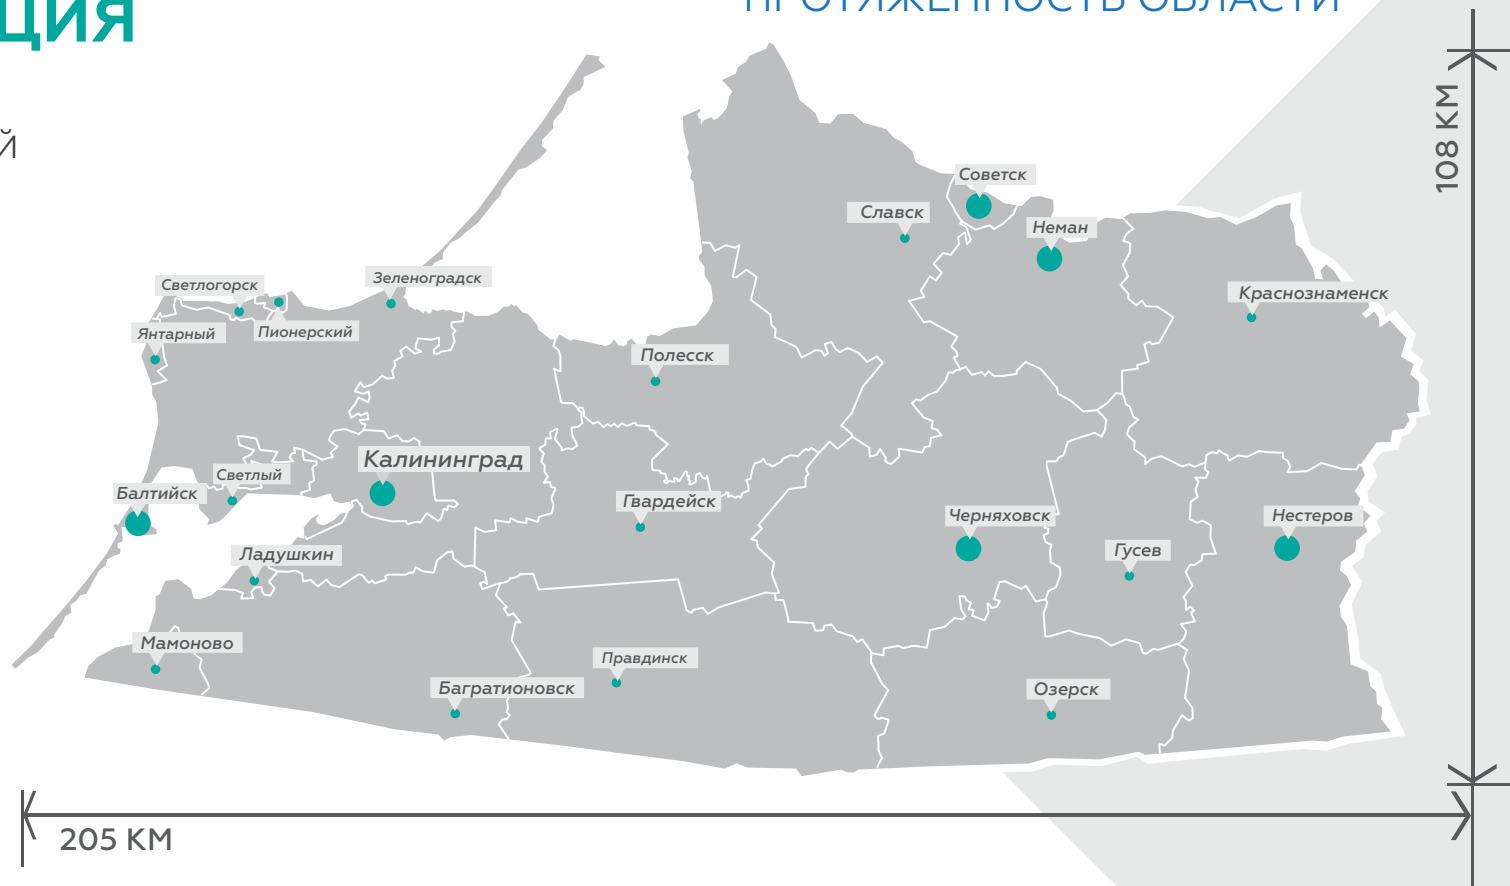 ЦИЯ
ПРОТЯЖЕННОСТЬ ОБЛАСТИ
Й
108 КМ
Советск
Славск
Неман
Зеленоградск
Светлогорск
Краснознаменск
Янтарный
Пионерский
Полесск
Калининград
Светлый
Балтийск
Гвардейск
Черняховск
Нестеров
Ладушкин
Гусев
Мамоново
Правдинск
Багратионовск
Озерск
205 КМ